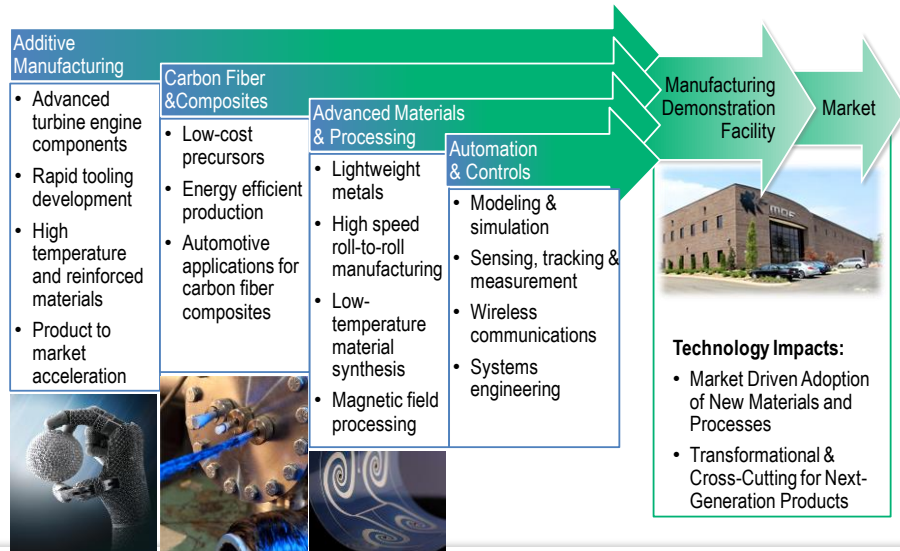 Additive
Manufacturing
• Advanced
turbine engine
components
• Rapid tooling
development
• High
temperature
and reinforced
materials
• Product to
market
acceleration
Carbon Fiber
&Composites
• Low-cost
precursors
• Energy efficient
production
• Automotive
applications for
carbon fiber
composites
Advanced Materials
& Processing
• Lightweight
metals
• High speed
roll-to-roll
manufacturing
• Low-
temperature
material
synthesis
• Magnetic field
processing
Automation
& Controls
• Modeling &
simulation
• Sensing, tracking &
measurement
• Wireless
communications
• Systems
engineering
Manufacturing
Demonstration
Facility
Market
MDF
Technology Impacts:
• Market Driven Adoption
of New Materials and
Processes
• Transformational &
Cross-Cutting for Next-
Generation Products